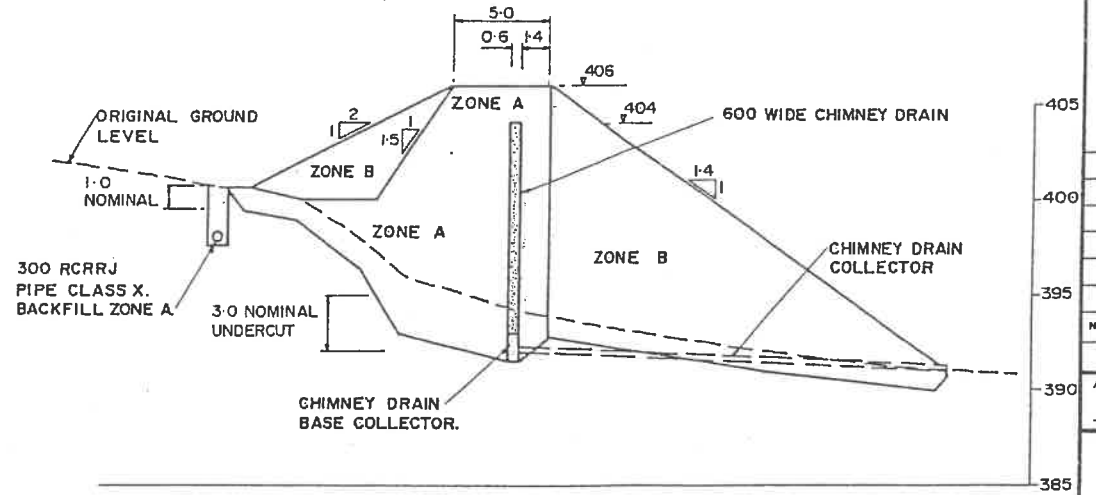 5·0
0·6
1·4
406
ZONE A
404
405
ORIGINAL GROUND
LEVEL
2
1
1
1·5
600 WIDE CHIMNEY DRAIN
ZONE B
1·0
NOMINAL
1·4
1
400
ZONE A
ZONE B
CHIMNEY DRAIN
COLLECTOR
300 RCRRJ
PIPE CLASS X.
BACKFILL ZONE A
3·0 NOMINAL
UNDERCUT
395
N
390
CHIMNEY DRAIN
BASE COLLECTOR.
385